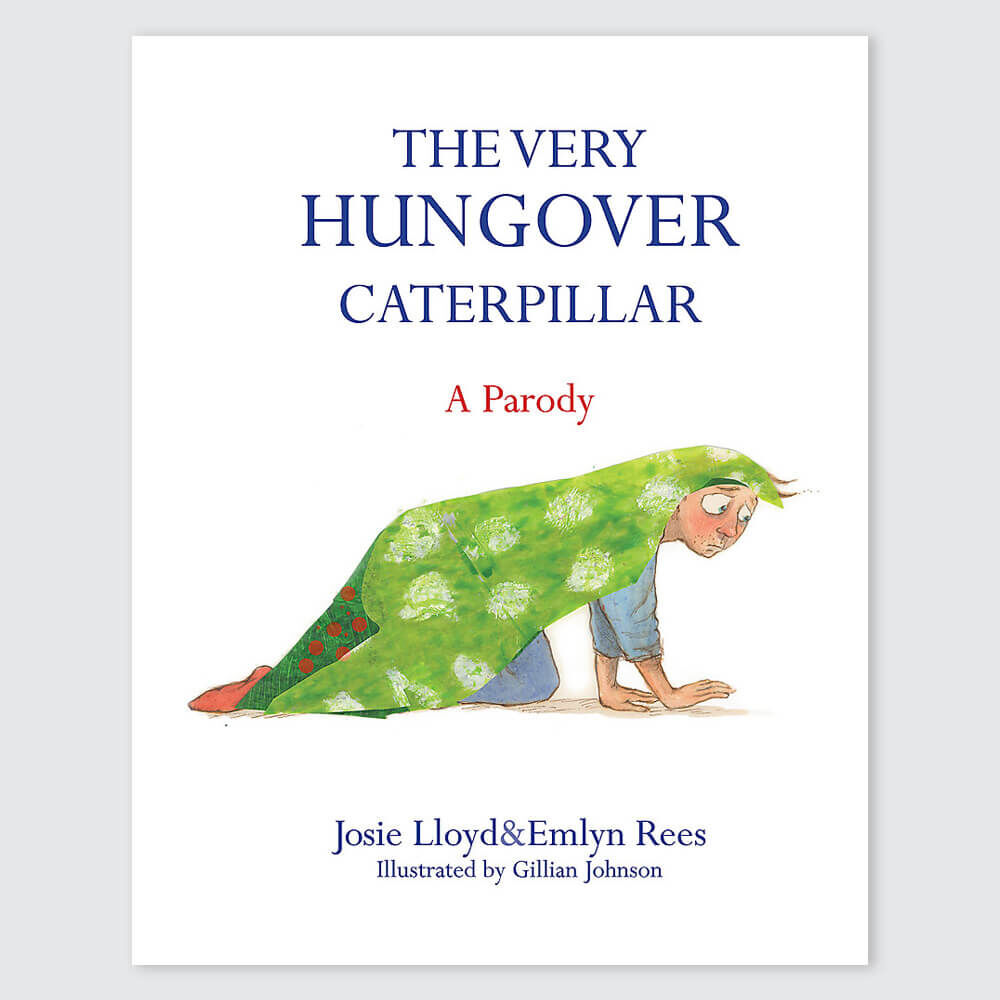 THE VERY
HUNGOVER
CATERPILLAR
A Parody
Josie Lloyd&Emlyn Rees
Illustrated by Gillian Johnson